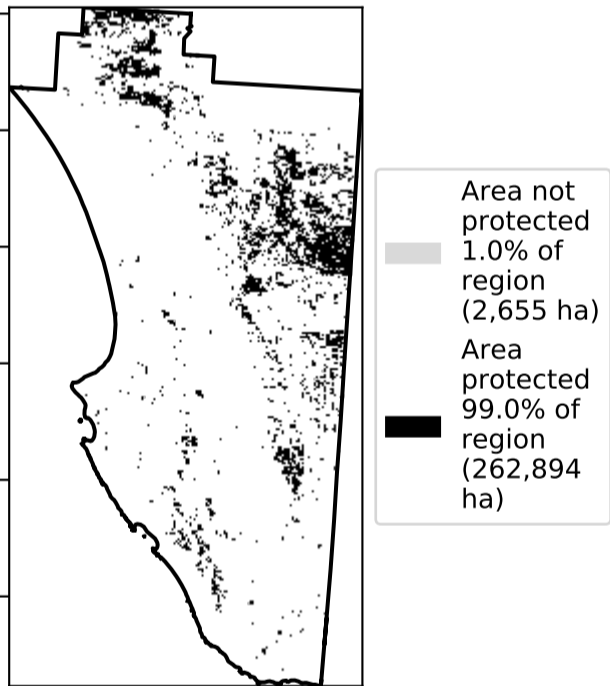 Area not
protected
1.0% of
region
(2,655 ha)
Area
protected
99.0% of
region
(262,894
ha)